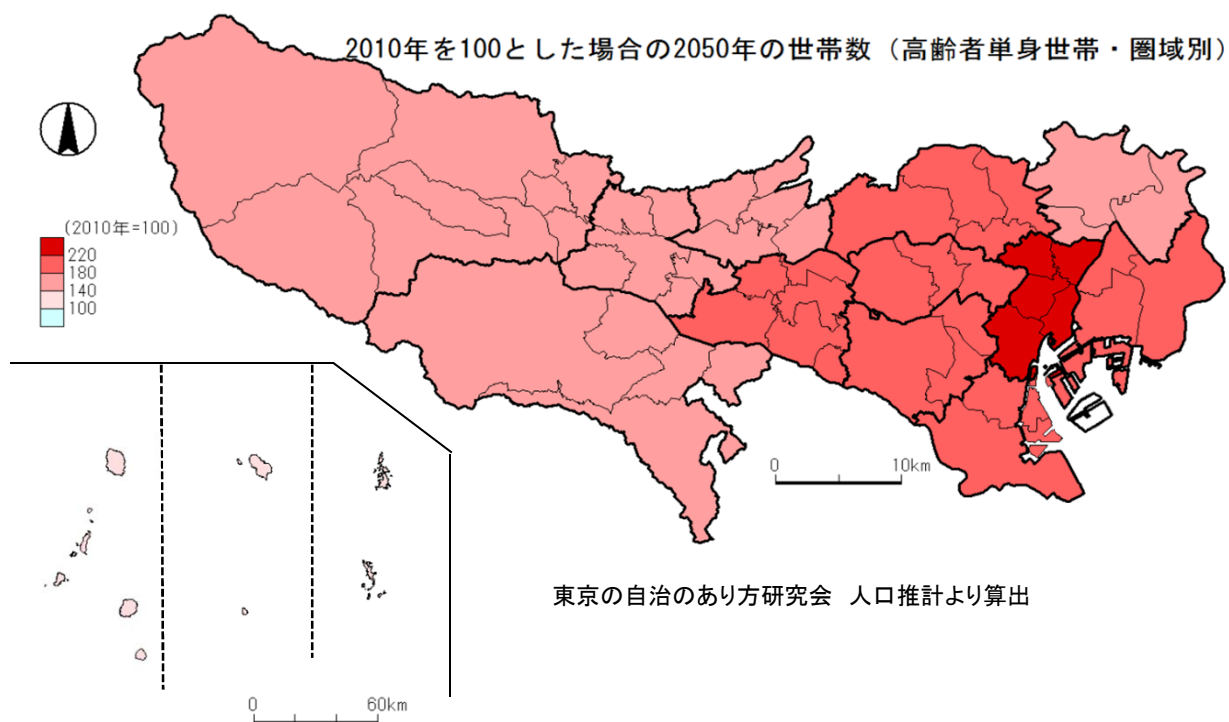 2010年を100とした場合の2050年の世帯数（高齢者単身世帯・圏域別）
(2010年=100)
220
180
140
100
0 10km
東京の自治のあり方研究会　人口推計より算出
0 60km